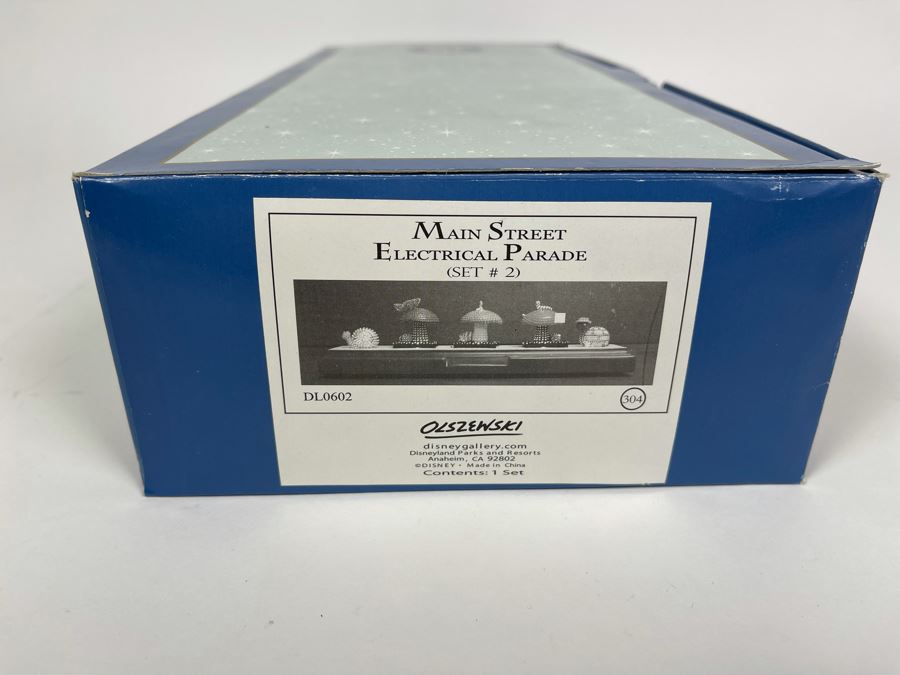 MAIN STREET
ELECTRICAL PARADE
(SET # 2)
DL0602
304
OLSZEWSKI
disneygallery.com
Disneyland Parks and Resorts
Anaheim, CA 92802
©DISNEY • Made in China
Contents: 1 Set